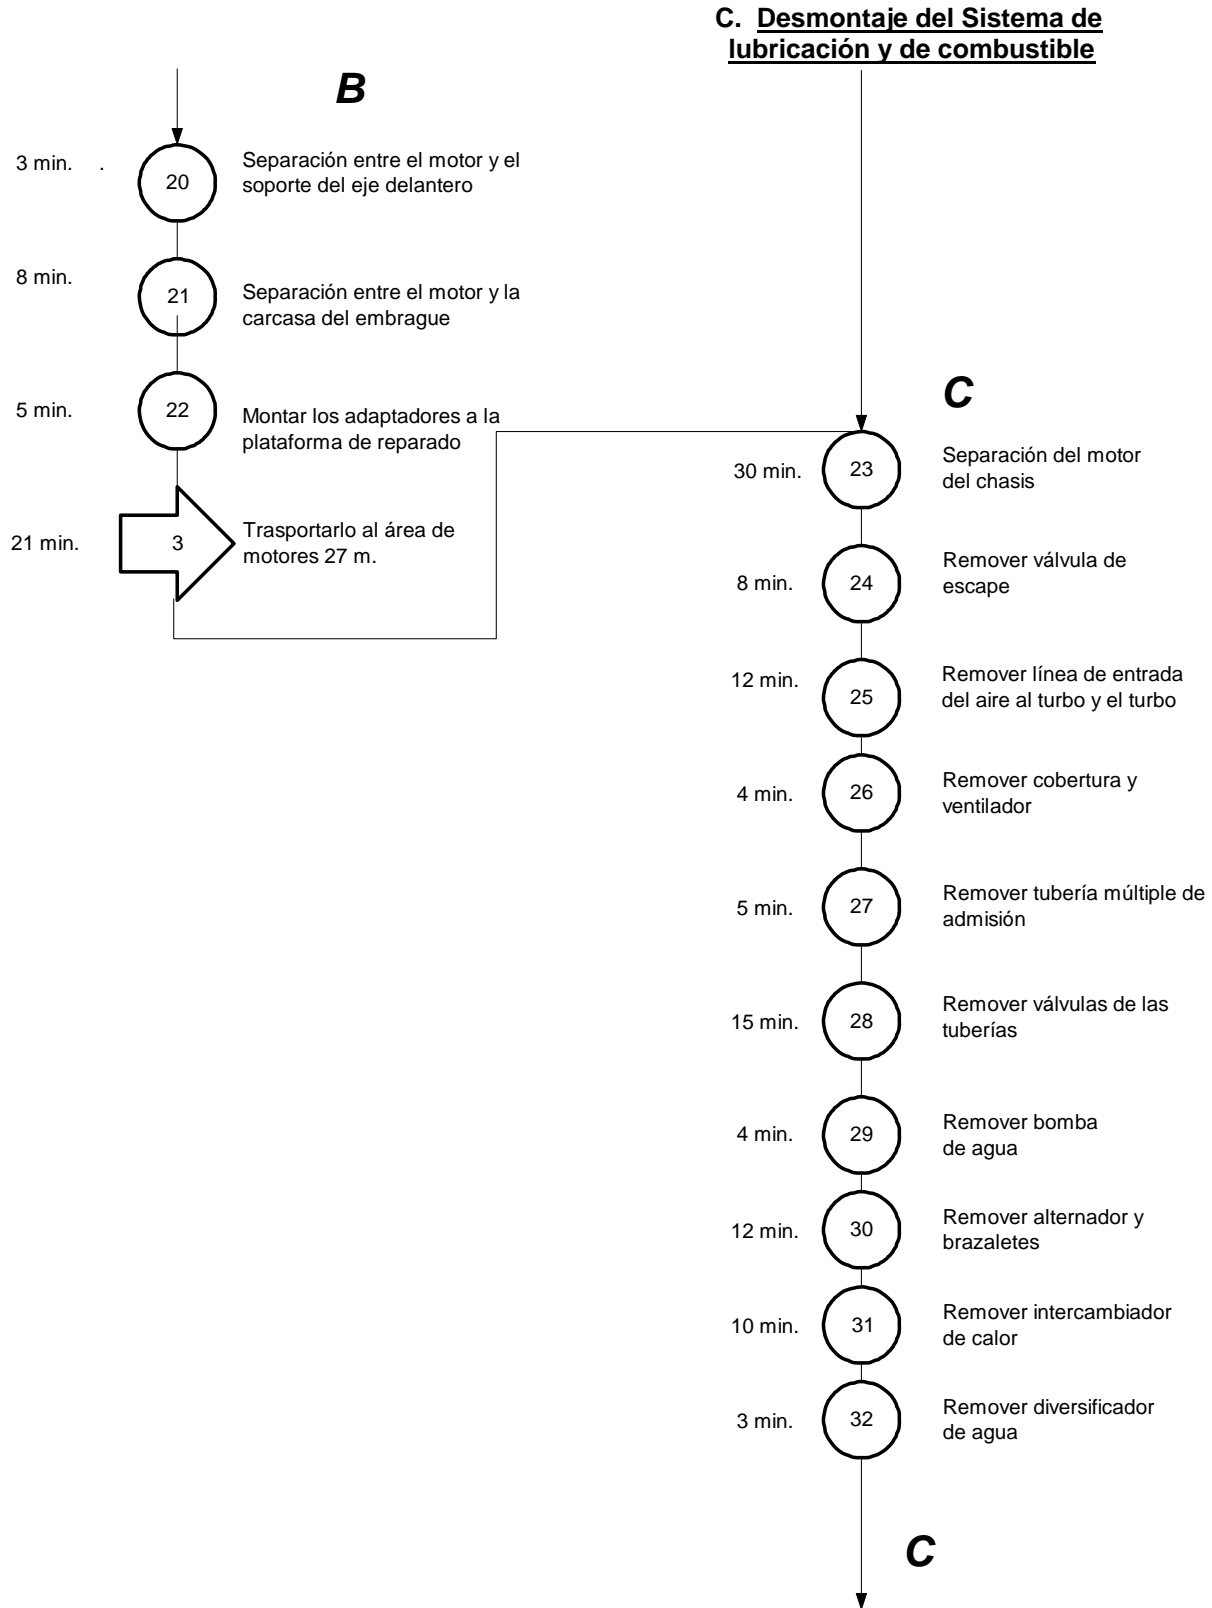 C. Desmontaje del Sistema de
lubricación y de combustible
B
3 min. .
20
Separación entre el motor y el
soporte del eje delantero
8 min.
21
Separación entre el motor y la
carcasa del embrague
5 min.
22
Montar los adaptadores a la
plataforma de reparado
21 min.
3
Trasportarlo al área de
motores 27 m.
C
30 min.
23
Separación del motor
del chasis
8 min.
24
Remover válvula de
escape
12 min.
25
Remover línea de entrada
del aire al turbo y el turbo
4 min.
26
Remover cobertura y
ventilador
5 min.
27
Remover tubería múltiple de
admisión
15 min.
28
Remover válvulas de las
tuberías
4 min.
29
Remover bomba
de agua
12 min.
30
Remover alternador y
brazaletes
10 min.
31
Remover intercambiador
de calor
3 min.
32
Remover diversificador
de agua
C